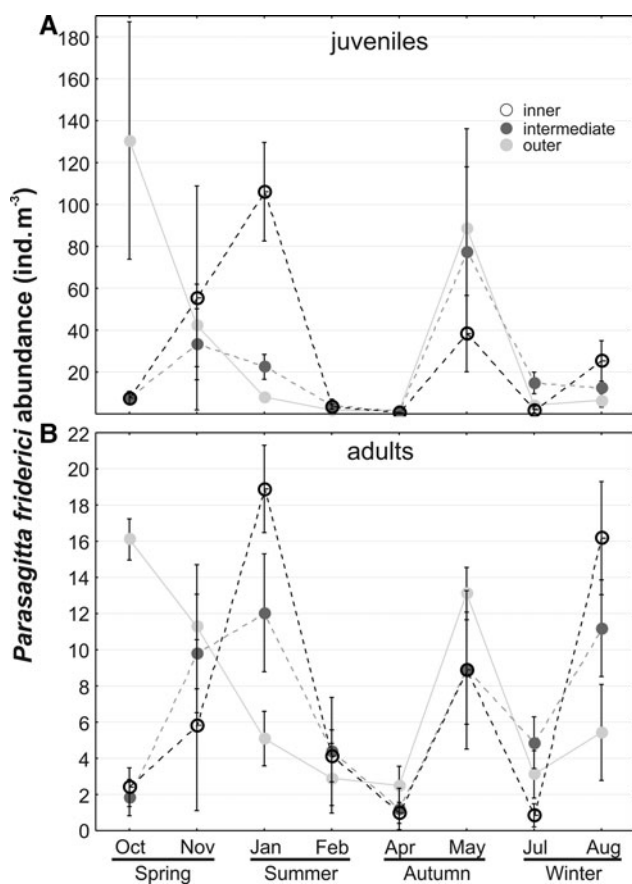 A
juveniles
180
160
140
120
100
80
60
40
20
inner
intermediate
outer
Parasagitta friderici abundance (ind.m-3)
B
adults
22
20
18
16
14
12
10
8
6
4
2
0
Oct Nov Jan Feb Apr May Jul Aug
Spring Summer Autumn Winter